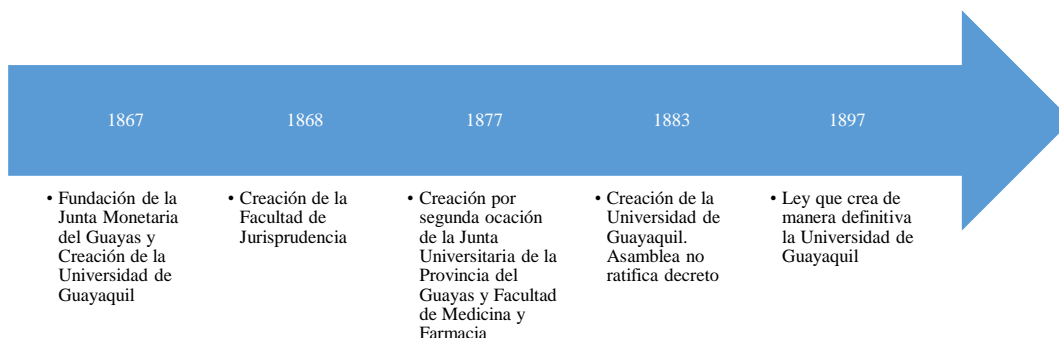 1867 1868 1877 1883 1897
• Fundación de la
Junta Monetaria
del Guayas y
Creación de la
Universidad de
Guayaquil
• Creación de la
Facultad de
Jurisprudencia
• Creación por
segunda ocación
de la Junta
Universitaria de la
Provincia del
Guayas y Facultad
de Medicina y
Farmacia
• Creación de la
Universidad de
Guayaquil.
Asamblea no
ratifica decreto
• Ley que crea de
manera definitiva
la Universidad de
Guayaquil